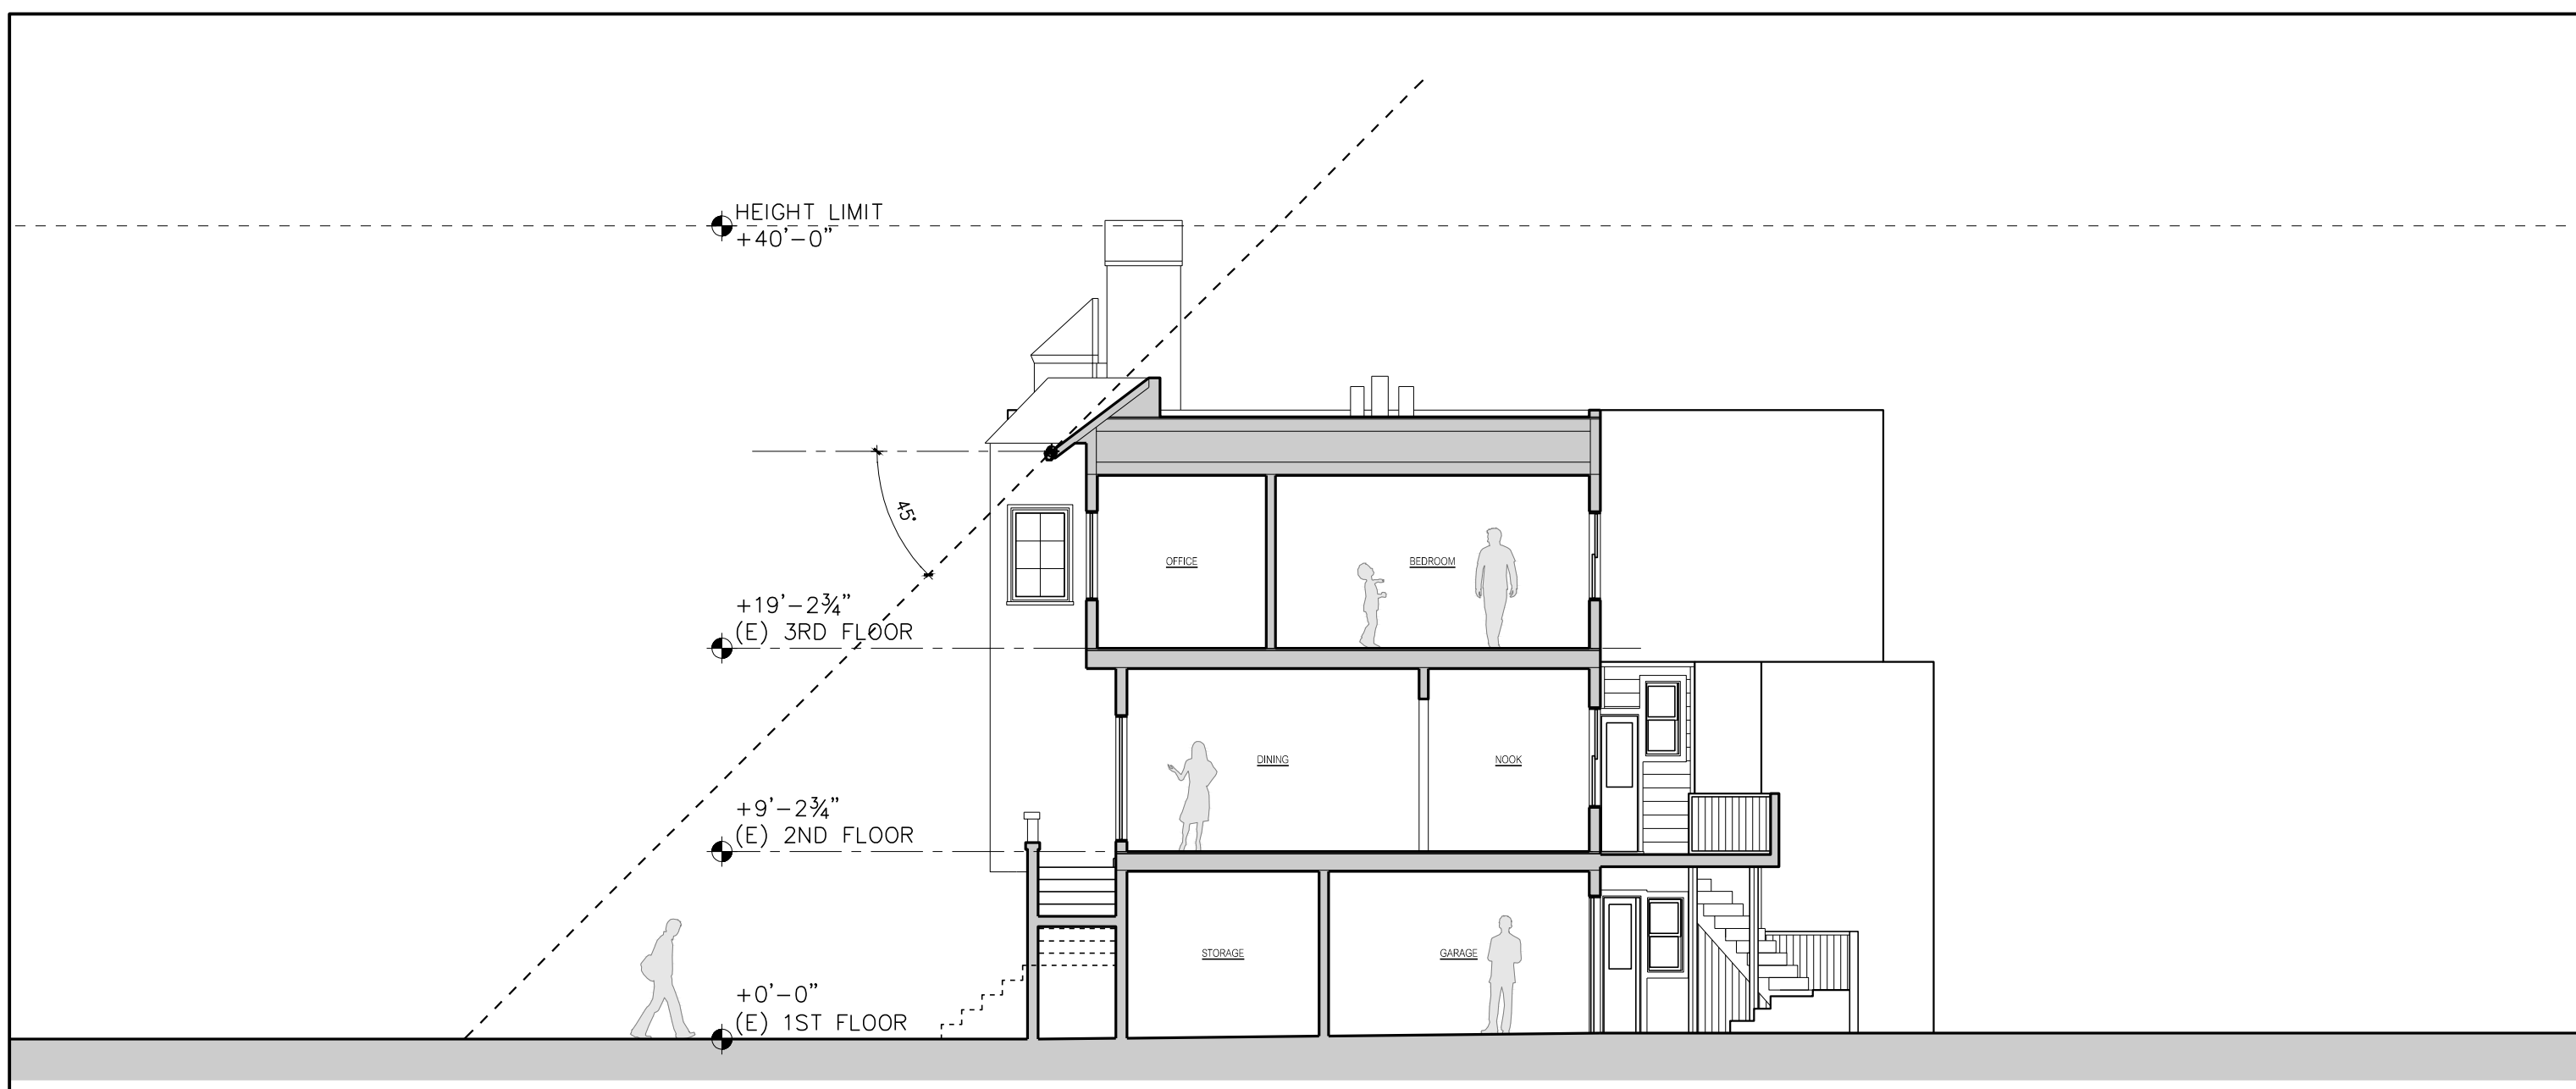 HEIGHT LIMIT
+40'-0"
45°
OFFICE
BEDROOM
+19'-2¾"
(E) 3RD FLOOR
DINING
NOOK
+9'-2¾"
(E) 2ND FLOOR
STORAGE
GARAGE
+0'-0"
(E) 1ST FLOOR